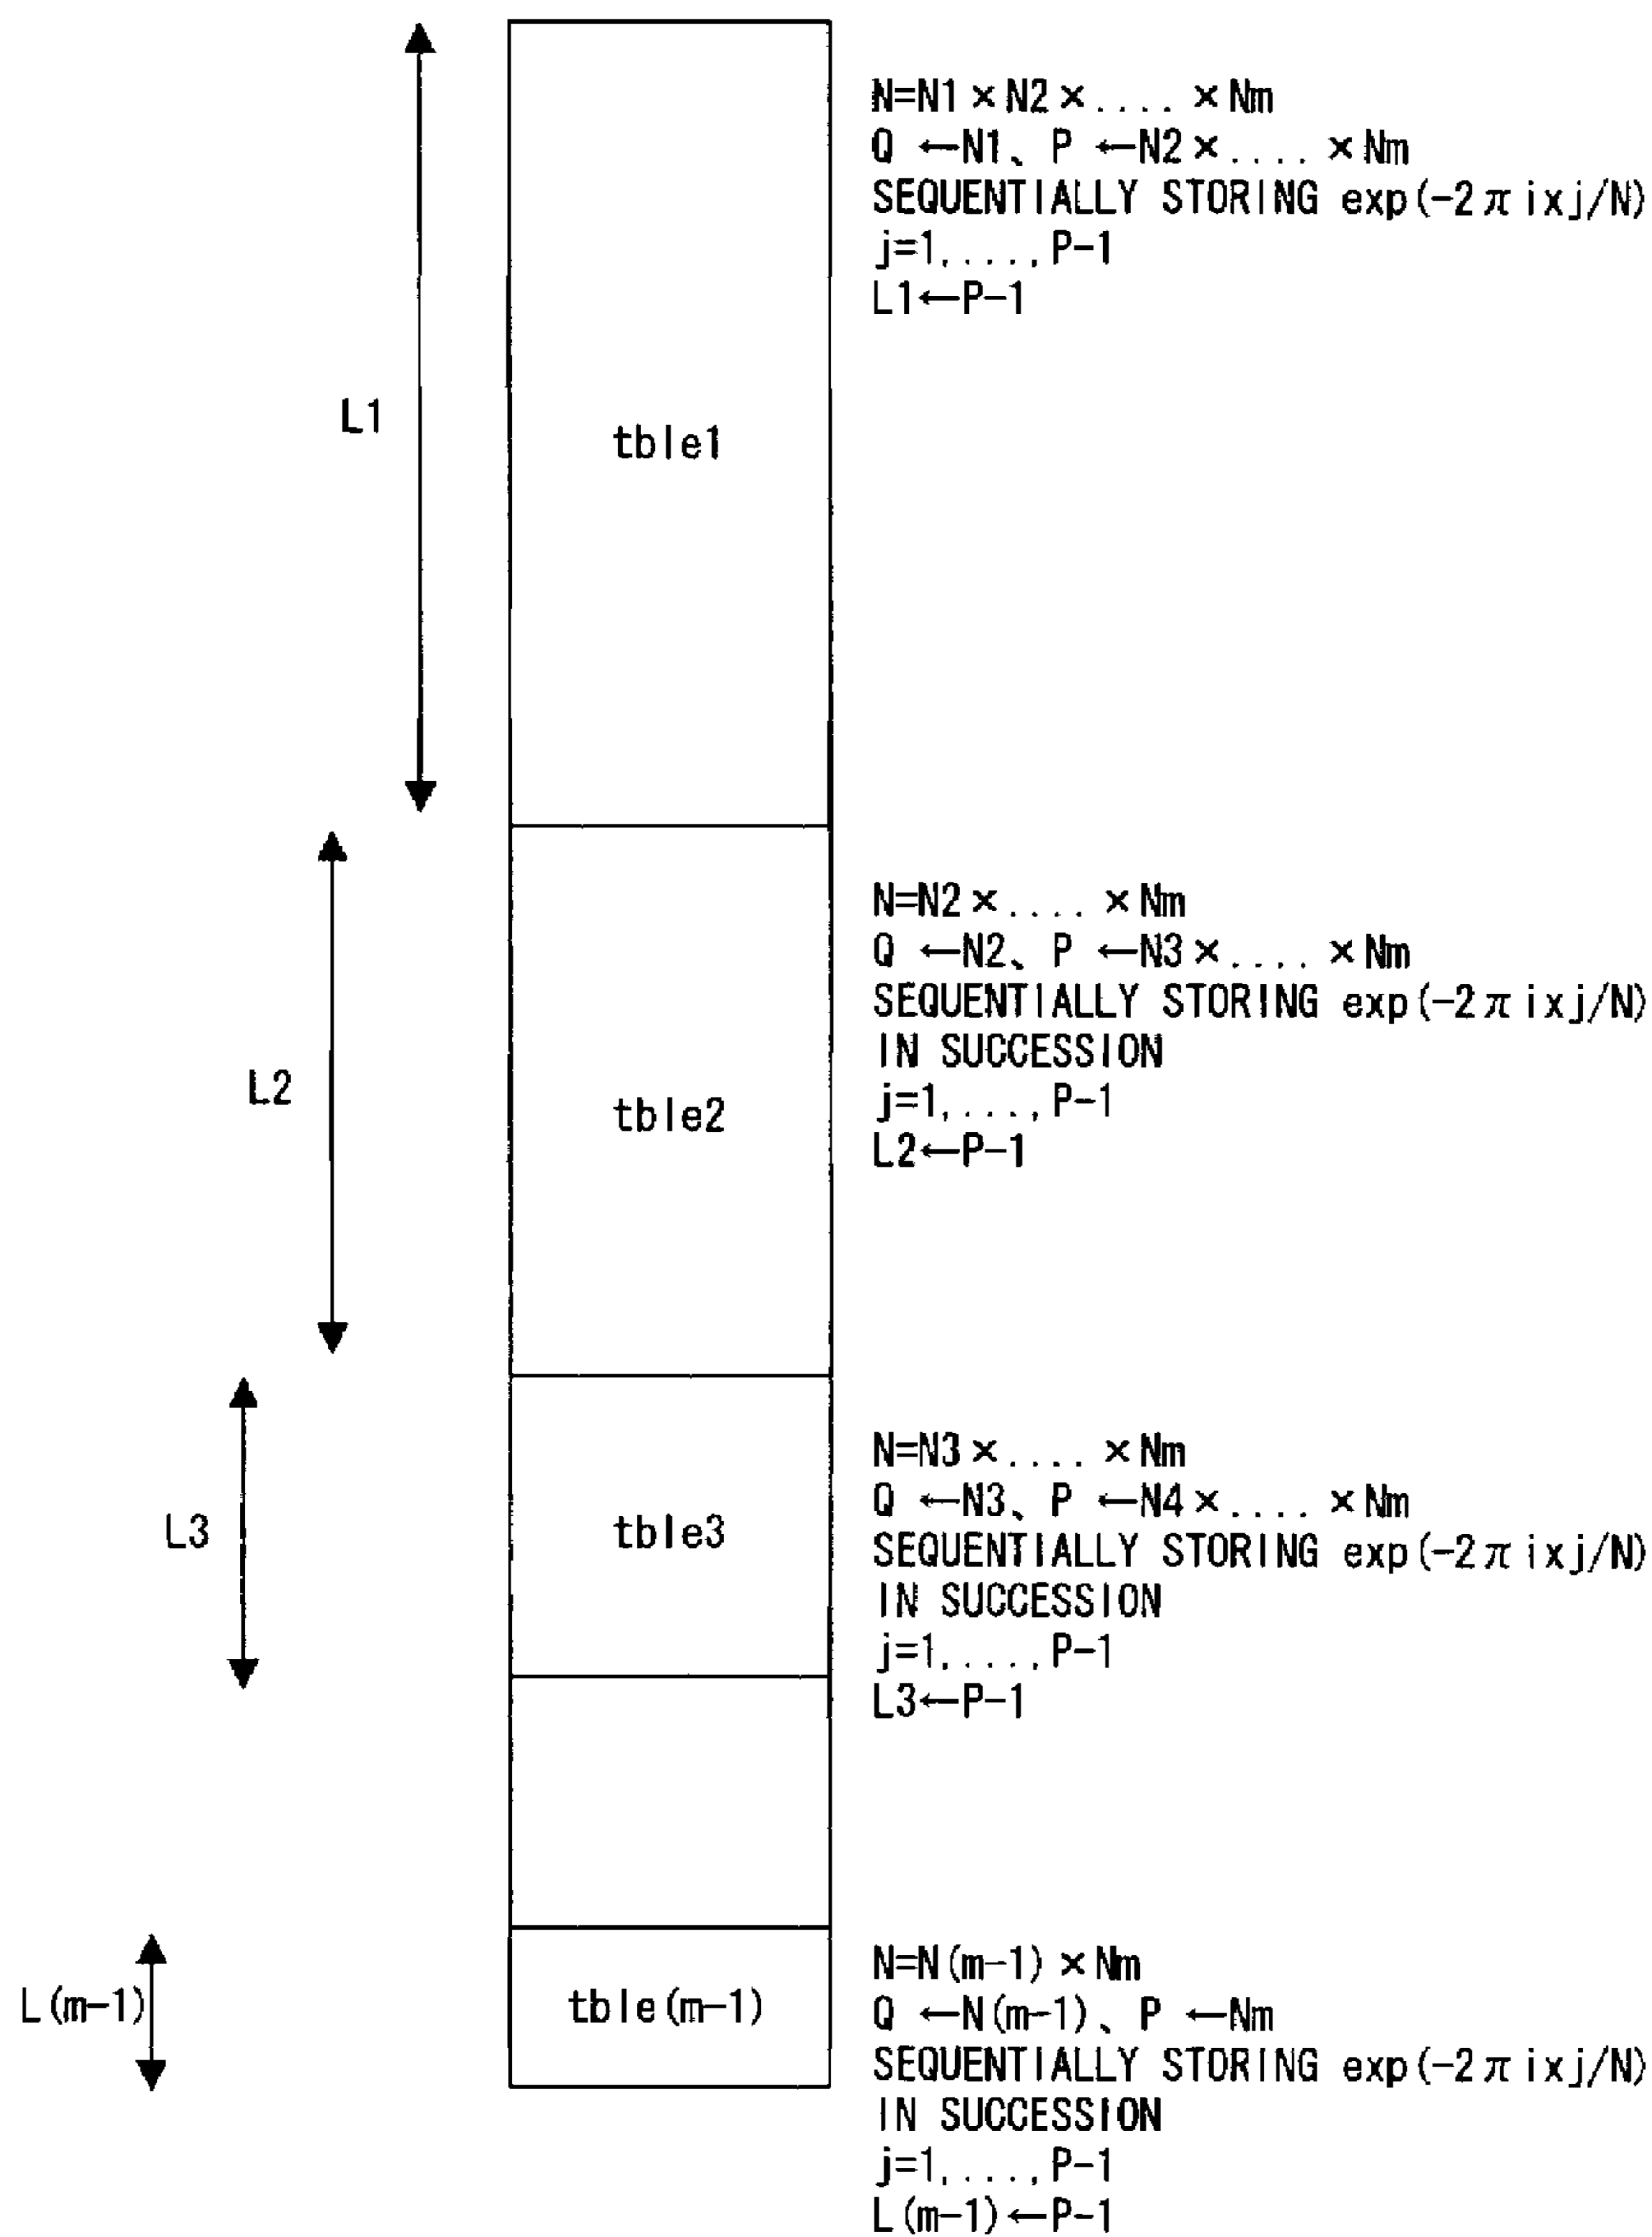 N=N1×N2×.... ×Nm
Q ←N1、P ←N2×.... ×Nm
SEQUENTIALLY STORING exp(-2πixj/N)
j=1,....,P-1
L1←P-1
L1
tble1
N=N2×.... ×Nm
Q ←N2、P ←N3×.... ×Nm
SEQUENTIALLY STORING exp(-2πixj/N)
IN SUCCESSION
j=1,....,P-1
L2←P-1
L2
tble2
N=N3×.... ×Nm
Q ←N3、P ←N4×.... ×Nm
SEQUENTIALLY STORING exp(-2πixj/N)
IN SUCCESSION
j=1,....,P-1
L3←P-1
L3
tble3
N=N(m-1)×Nm
Q ←N(m-1)、P ←Nm
SEQUENTIALLY STORING exp(-2πixj/N)
IN SUCCESSION
j=1,....,P-1
L(m-1)←P-1
L(m-1)
tble(m-1)